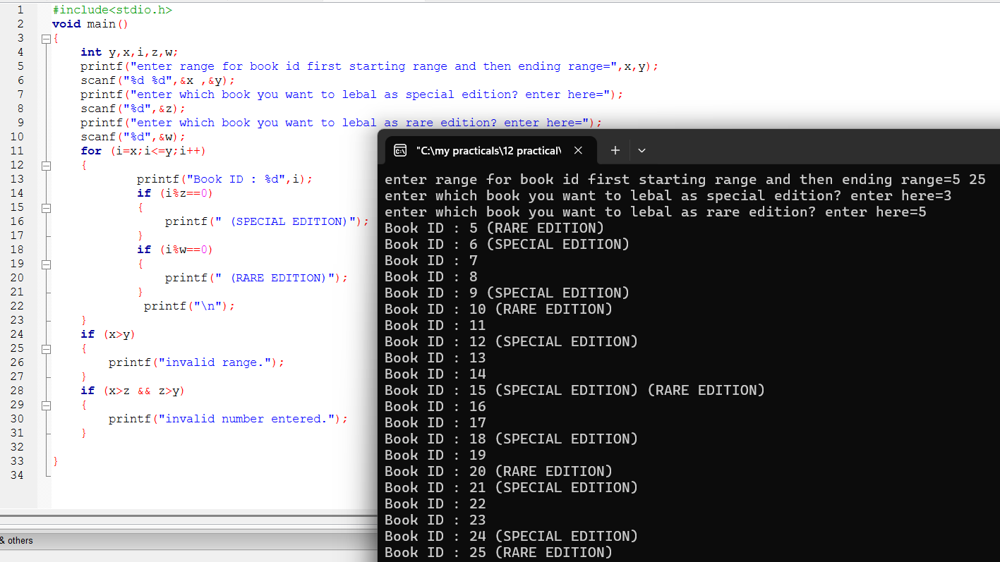 1 #include<stdio.h>
2 void main()
3 {
4 int y,x,i,z,w;
5 printf("enter range for book id first starting range and then ending range=",x,y);
6 scanf("%d %d",&x ,&y);
7 printf("enter which book you want to lebal as special edition? enter here=");
8 scanf("%d",&z);
9 printf("enter which book you want to lebal as rare edition? enter here=");
10 scanf("%d",&w);
11 for (i=x;i<=y;i++)
12 {
13 printf("Book ID : %d",i);
14 if (i%z==0)
15 {
16 printf(" (SPECIAL EDITION)");
17 }
18 if (i%w==0)
19 {
20 printf(" (RARE EDITION)");
21 }
22 printf("\n");
23 }
24 if (x>y)
25 {
26 printf("invalid range.");
27 }
28 if (x>z && z>y)
29 {
30 printf("invalid number entered.");
31 }
32
33 }
34
& others
"C:\my practicals\12 practical\
enter range for book id first starting range and then ending range=5 25
enter which book you want to lebal as special edition? enter here=3
enter which book you want to lebal as rare edition? enter here=5
Book ID : 5 (RARE EDITION)
Book ID : 6 (SPECIAL EDITION)
Book ID : 7
Book ID : 8
Book ID : 9 (SPECIAL EDITION)
Book ID : 10 (RARE EDITION)
Book ID : 11
Book ID : 12 (SPECIAL EDITION)
Book ID : 13
Book ID : 14
Book ID : 15 (SPECIAL EDITION) (RARE EDITION)
Book ID : 16
Book ID : 17
Book ID : 18 (SPECIAL EDITION)
Book ID : 19
Book ID : 20 (RARE EDITION)
Book ID : 21 (SPECIAL EDITION)
Book ID : 22
Book ID : 23
Book ID : 24 (SPECIAL EDITION)
Book ID : 25 (RARE EDITION)